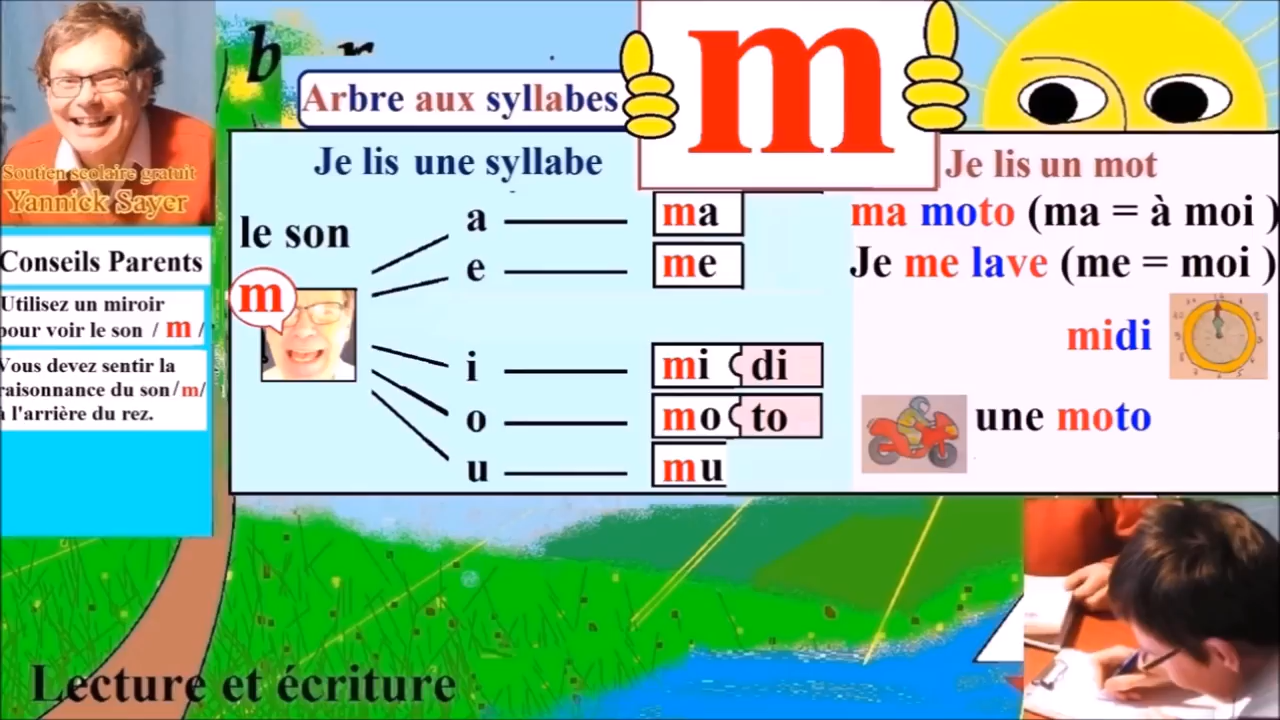 b r
Arbre aux syllabes
m
Soutien scolaire gratuit
Yannick Sayer
Conseils Parents
Utilisez un miroir
pour voir le son / m /
Vous devez sentir la
raisonnance du son /m/
à l'arrière du rez.
Je lis une syllabe
le son
m
a ma
e me
i mi di
o mo to
u mu
Je lis un mot
ma moto (ma = à moi )
Je me lave (me = moi )
midi
une moto
Lecture et écriture